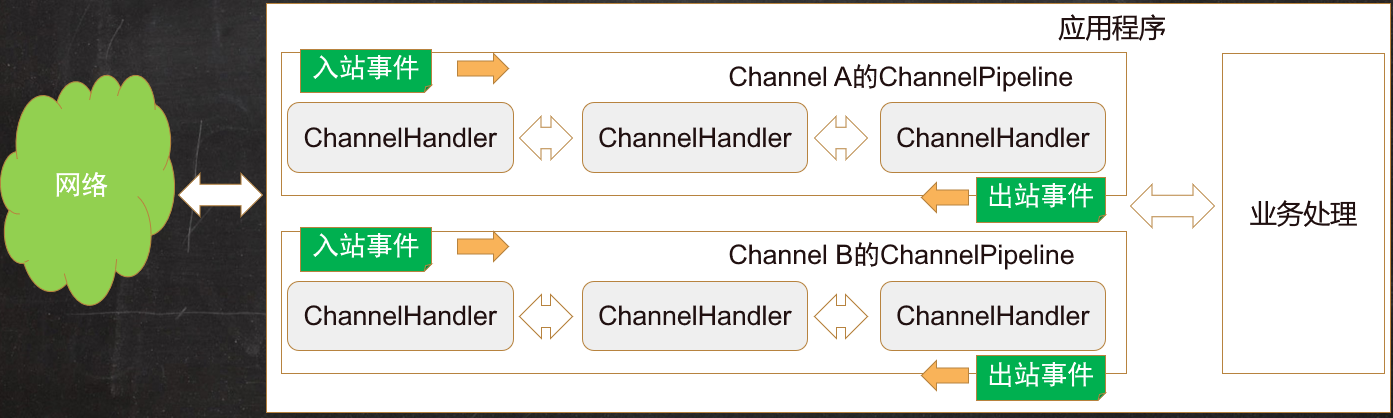 应用程序
网络
入站事件
Channel A的ChannelPipeline
ChannelHandler
ChannelHandler
ChannelHandler
出站事件
入站事件
Channel B的ChannelPipeline
ChannelHandler
ChannelHandler
ChannelHandler
出站事件
业务处理